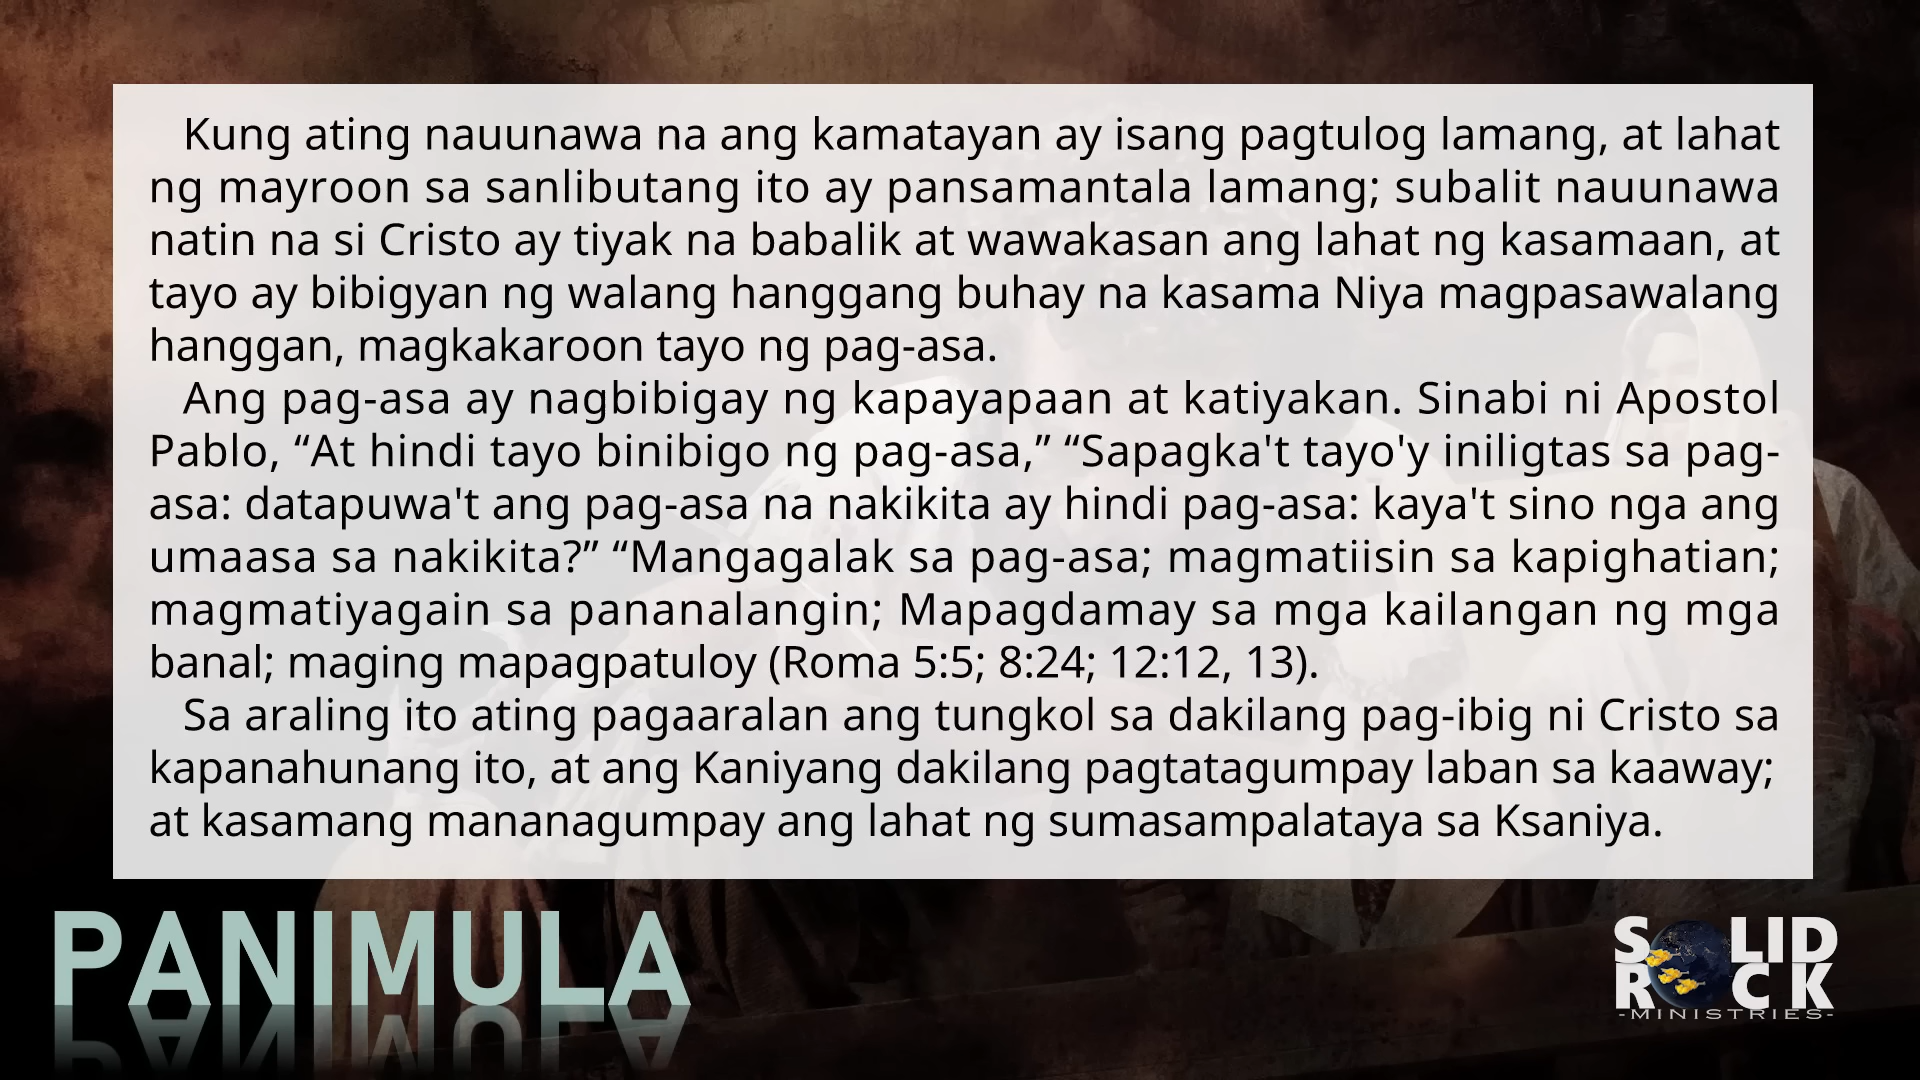 Kung ating nauunawa na ang kamatayan ay isang pagtulog lamang, at lahat
ng mayroon sa sanlibutang ito ay pansamantala lamang; subalit nauunawa
natin na si Cristo ay tiyak na babalik at wawakasan ang lahat ng kasamaan, at
tayo ay bibigyan ng walang hanggang buhay na kasama Niya magpasawalang
hanggan, magkakaroon tayo ng pag-asa.
Ang pag-asa ay nagbibigay ng kapayapaan at katiyakan. Sinabi ni Apostol
Pablo, “At hindi tayo binibigo ng pag-asa,” “Sapagka't tayo'y iniligtas sa pag-
asa: datapuwa't ang pag-asa na nakikita ay hindi pag-asa: kaya't sino nga ang
umaasa sa nakikita?” “Mangagalak sa pag-asa; magmatiisin sa kapighatian;
magmatiyagain sa pananalangin; Mapagdamay sa mga kailangan ng mga
banal; maging mapagpatuloy (Roma 5:5; 8:24; 12:12, 13).
Sa araling ito ating pagaaralan ang tungkol sa dakilang pag-ibig ni Cristo sa
kapanahunang ito, at ang Kaniyang dakilang pagtatagumpay laban sa kaaway;
at kasamang mananagumpay ang lahat ng sumasampalataya sa Ksaniya.
PANIMULA
SOLID
ROCK
-MINISTRIES-